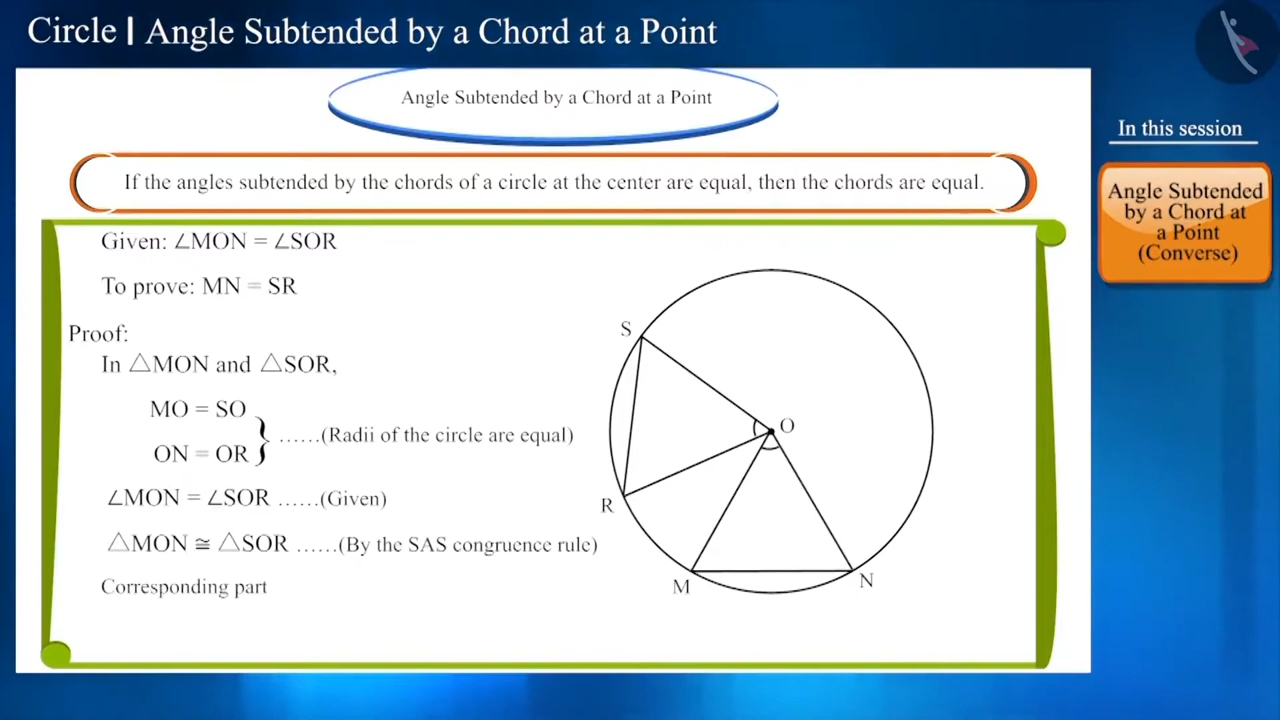 Circle | Angle Subtended by a Chord at a Point
Angle Subtended by a Chord at a Point
In this session
Angle Subtended
by a Chord at
a Point
(Converse)
If the angles subtended by the chords of a circle at the center are equal, then the chords are equal.
Given: ∠MON = ∠SOR
To prove: MN = SR
Proof:
In △MON and △SOR,
MO = SO
ON = OR
} ......(Radii of the circle are equal)
∠MON = ∠SOR ......(Given)
△MON ≅ △SOR ......(By the SAS congruence rule)
Corresponding part
S
O
R
M
N